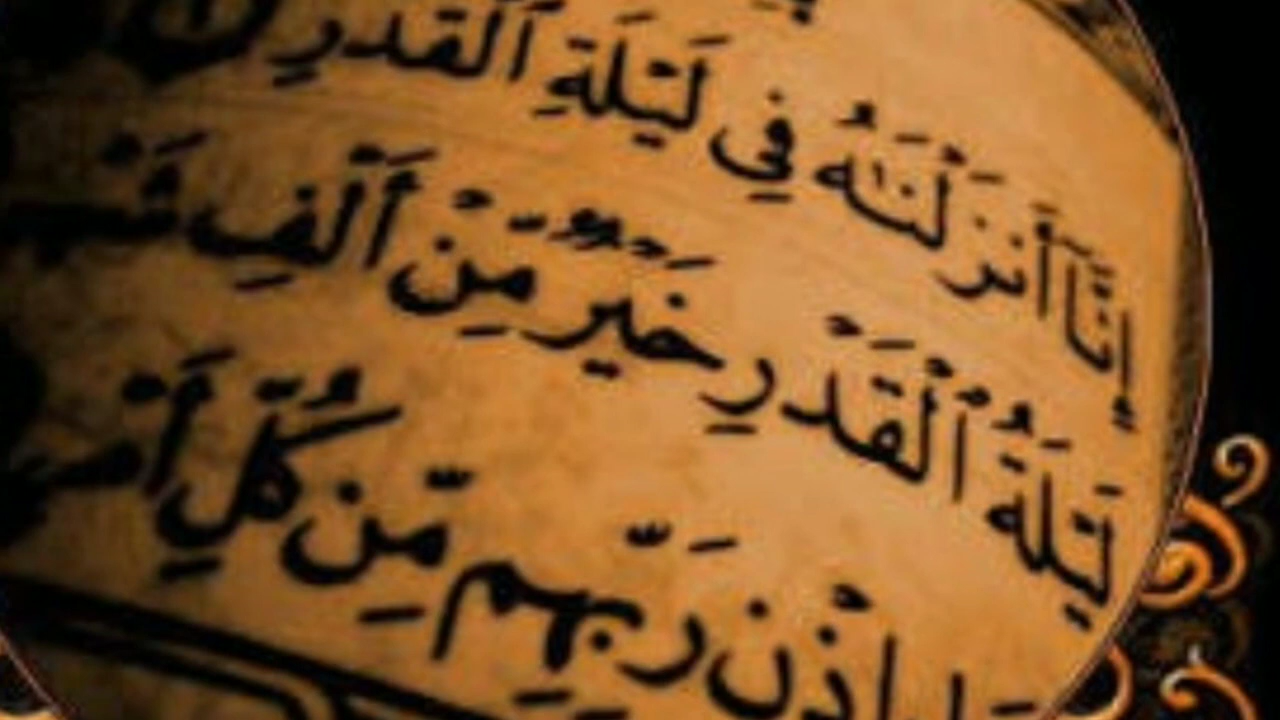 إِنَّآ أَنزَلْنَٰهُ فِى لَيْلَةِ ٱلْقَدْرِ
لَيْلَةُ ٱلْقَدْرِ خَيْرٌ مِّنْ أَلْفِ
إِذْنِ رَبِّهِم مِّن كُلِّ أَمْرٍ